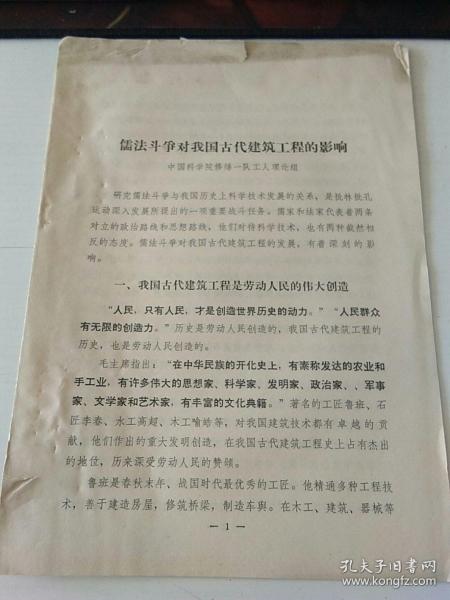 儒法斗争对我国古代建筑工程的影响
中国科学院修缮一队工人理论组
研究儒法斗争与我国历史上科学技术发展的关系，是批林批孔
运动深入发展所提出的一项重要战斗任务。儒家和法家代表着两条
对立的政治路线和思想路线，他们对待科学技术，也有两种截然相
反的态度。儒法斗争对我国古代建筑工程的发展，有着深刻的影
响。
一、我国古代建筑工程是劳动人民的伟大创造
“人民，只有人民，才是创造世界历史的动力。”“人民群众
有无限的创造力。”历史是劳动人民创造的，我国古代建筑工程的
历史，也是劳动人民创造的。
毛主席指出：“在中华民族的开化史上，有素称发达的农业和
手工业，有许多伟大的思想家、科学家、发明家、政治家、、军事
家、文学家和艺术家，有丰富的文化典籍。”著名的工匠鲁班、石
匠李春、水工高超、木工喻皓等，对我国建筑技术都有卓越的贡
献，他们作出的重大发明创造，在我国古代建筑工程史上占有杰出
的地位，历来深受劳动人民的赞颂。
鲁班是春秋末年、战国时代最优秀的工匠。他精通多种工程技
术，善于建造房屋，修筑桥梁，制造车舆。在木工、建筑、器械等
— 1 —
孔夫子旧书网
www.kongfz.com